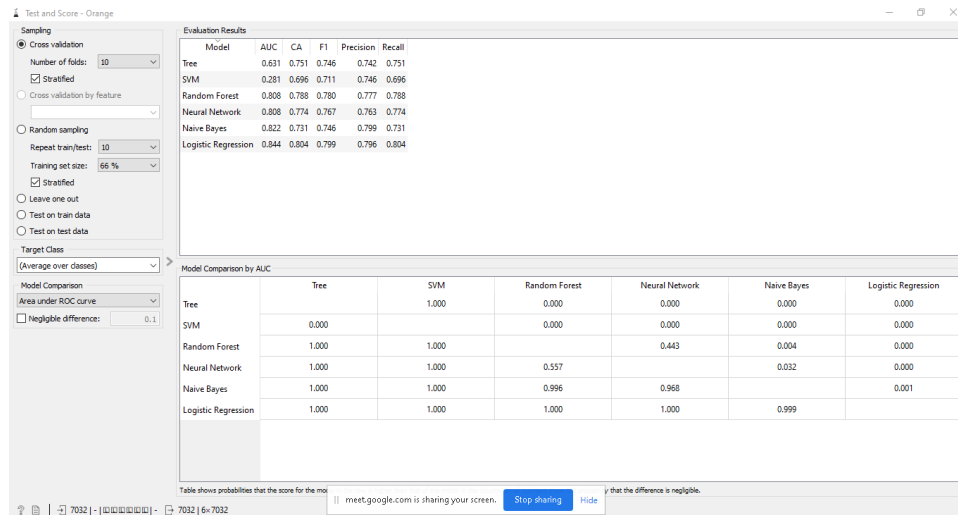 Test and Score - Orange
Sampling
Cross validation
Number of folds: 10
Stratified
Cross validation by feature
Random sampling
Repeat train/test: 10
Training set size: 66 %
Stratified
Leave one out
Test on train data
Test on test data
Target Class
(Average over classes)
Model Comparison
Area under ROC curve
Negligible difference: 0.1
Evaluation Results
Model AUC CA F1 Precision Recall
Tree 0.631 0.751 0.746 0.742 0.751
SVM 0.281 0.696 0.711 0.746 0.696
Random Forest 0.808 0.788 0.780 0.777 0.788
Neural Network 0.808 0.774 0.767 0.763 0.774
Naive Bayes 0.822 0.731 0.746 0.799 0.731
Logistic Regression 0.844 0.804 0.799 0.796 0.804
Model Comparison by AUC
Tree SVM Random Forest Neural Network Naive Bayes Logistic Regression
Tree 1.000 0.000 0.000 0.000 0.000
SVM 0.000 0.000 0.000 0.000 0.000
Random Forest 1.000 1.000 0.443 0.004 0.000
Neural Network 1.000 1.000 0.557 0.032 0.000
Naive Bayes 1.000 1.000 0.996 0.968 0.001
Logistic Regression 1.000 1.000 1.000 1.000 0.999
Table shows probabilities that the score for the that the difference is negligible.
meet.google.com is sharing your screen. Stop sharing Hide
7032 | - | - 7032 | 6×7032